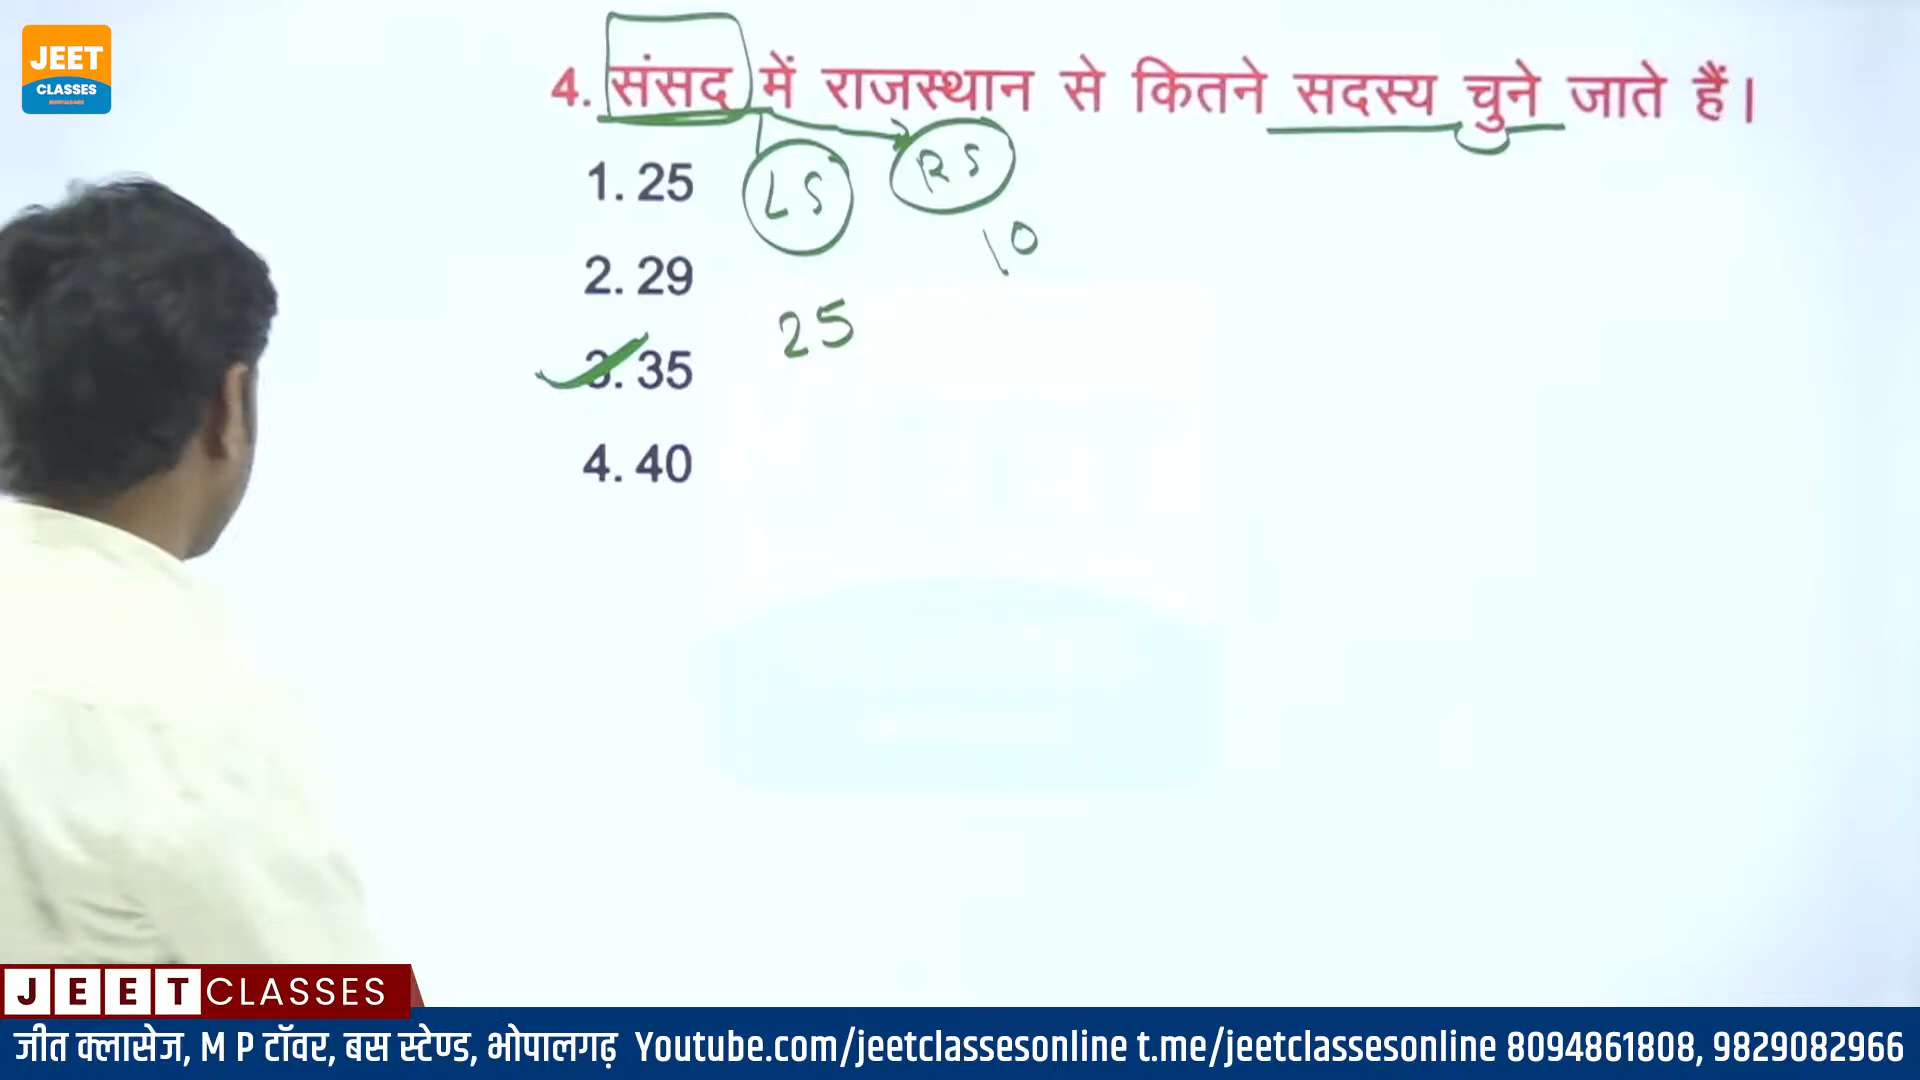 JEET
CLASSES
4. संसद में राजस्थान से कितने सदस्य चुने जाते हैं।
LS RS
1. 25
10
2. 29
25
3. 35
4. 40
JEET CLASSES
जीत क्लासेज, M P टॉवर, बस स्टेण्ड, भोपालगढ़ Youtube.com/jeetclassesonline t.me/jeetclassesonline 8094861808, 9829082966